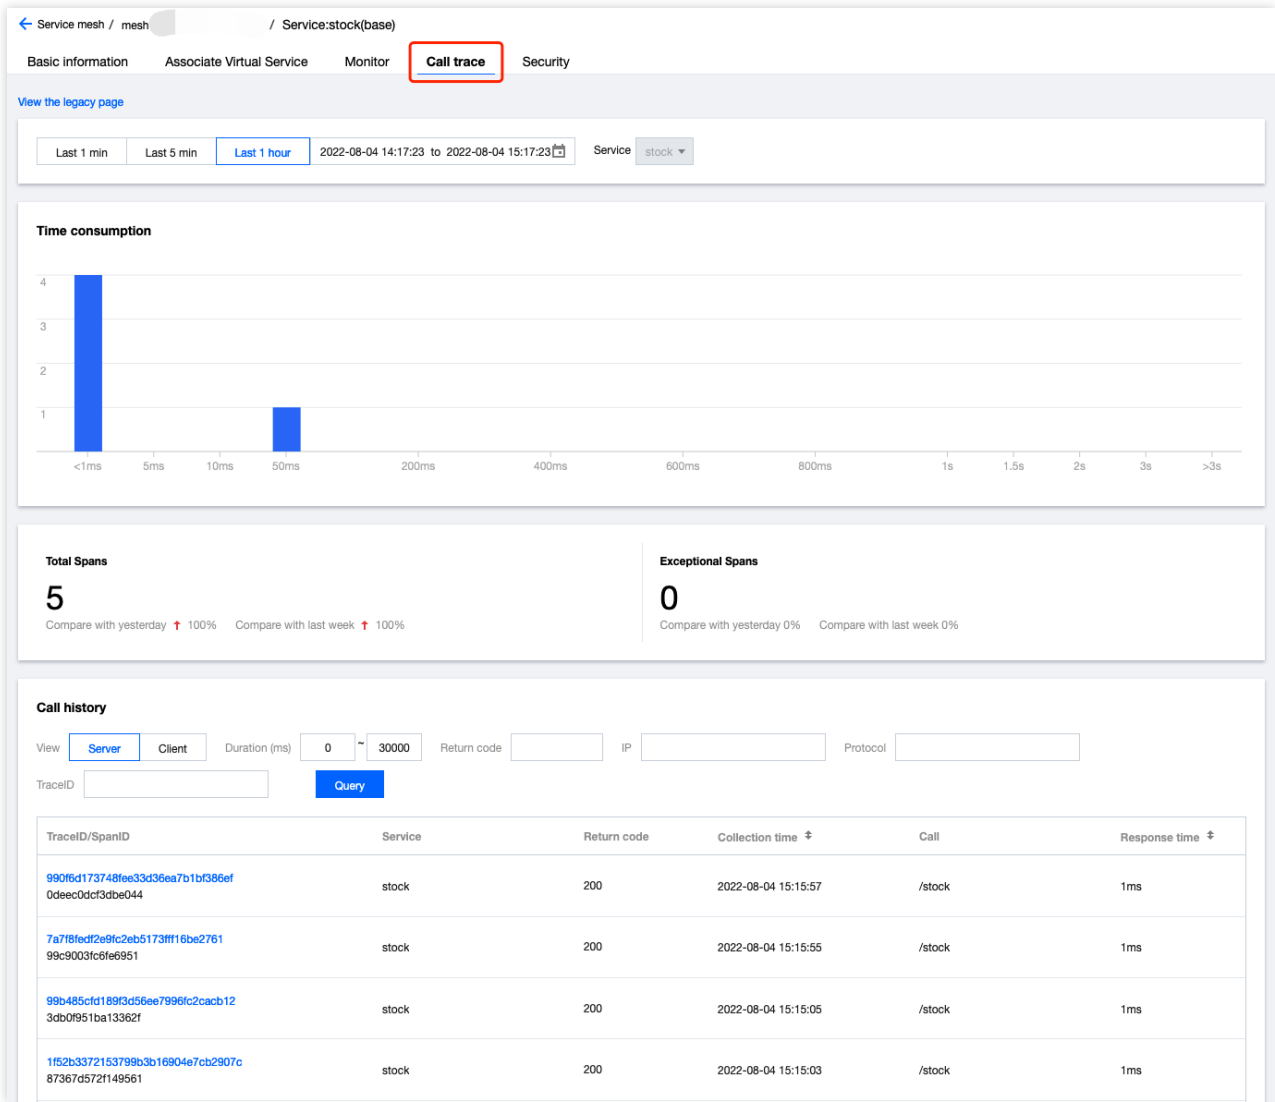 Service mesh / mesh / Service:stock(base)
Basic information Associate Virtual Service Monitor Call trace Security
View the legacy page
Last 1 min Last 5 min Last 1 hour 2022-08-04 14:17:23 to 2022-08-04 15:17:23 Service stock
Time consumption
4
3
2
1
<1ms 5ms 10ms 50ms 200ms 400ms 600ms 800ms 1s 1.5s 2s 3s >3s
Total Spans Exceptional Spans
5 0
Compare with yesterday ↑ 100% Compare with last week ↑ 100% Compare with yesterday 0% Compare with last week 0%
Call history
View Server Client Duration (ms) 0 ~ 30000 Return code IP Protocol
TraceID Query
TraceID/SpanID Service Return code Collection time Call Response time
990f6d173748fee33d36ea7b1bf386ef
0deec0dcf3dbe044 stock 200 2022-08-04 15:15:57 /stock 1ms
7a7f8fedf2e9fc2eb5173fff16be2761
99c9003fc6fe6951 stock 200 2022-08-04 15:15:55 /stock 1ms
99b485cfd189f3d56ee7996fc2cacb12
3db0f951ba13362f stock 200 2022-08-04 15:15:05 /stock 1ms
1f52b3372153799b3b16904e7cb2907c
87367d572f149561 stock 200 2022-08-04 15:15:03 /stock 1ms